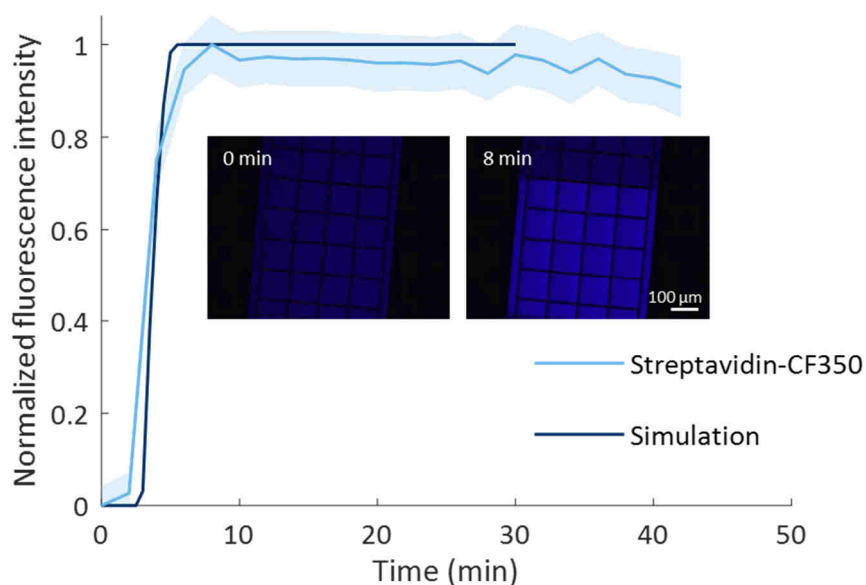 Normalized fluorescence intensity
1
0.8
0.6
0.4
0.2
0
0 min
8 min
100 µm
Streptavidin-CF350
Simulation
0 10 20 30 40 50
Time (min)